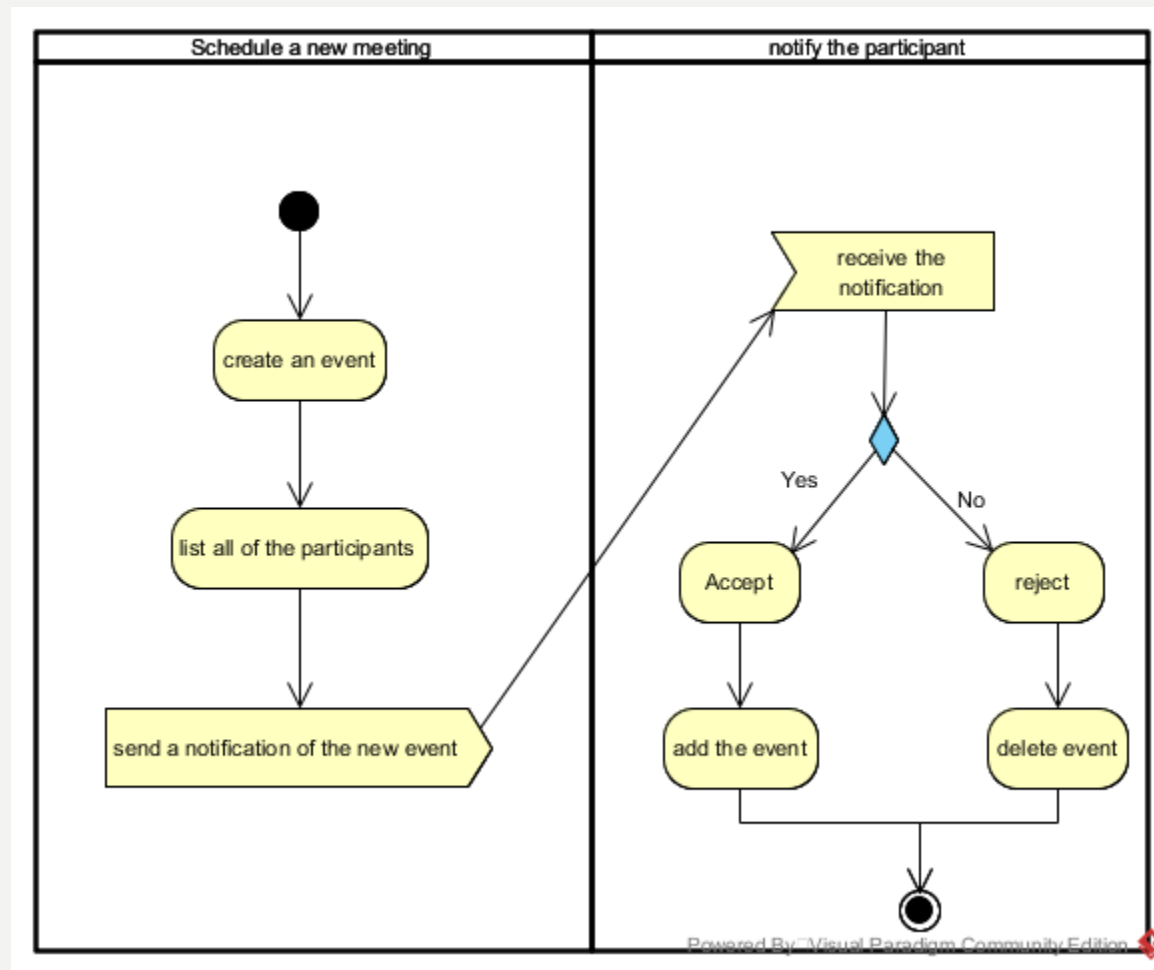 Schedule a new meeting
notify the participant
create an event
list all of the participants
send a notification of the new event
receive the
notification
Yes
No
Accept
reject
add the event
delete event
Powered By Visual Paradigm Community Edition